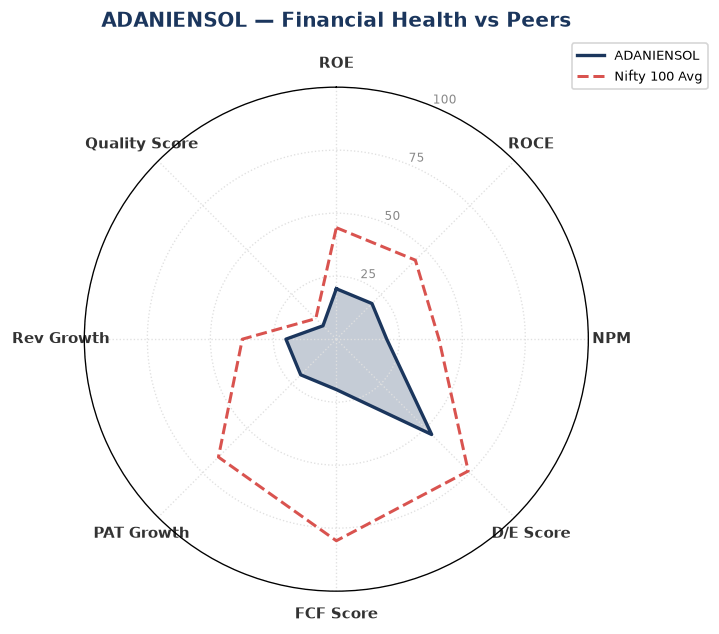 ADANIENSOL — Financial Health vs Peers
ADANIENSOL
Nifty 100 Avg
ROE
100
ROCE
Quality Score
75
50
25
Rev Growth
NPM
PAT Growth
D/E Score
FCF Score